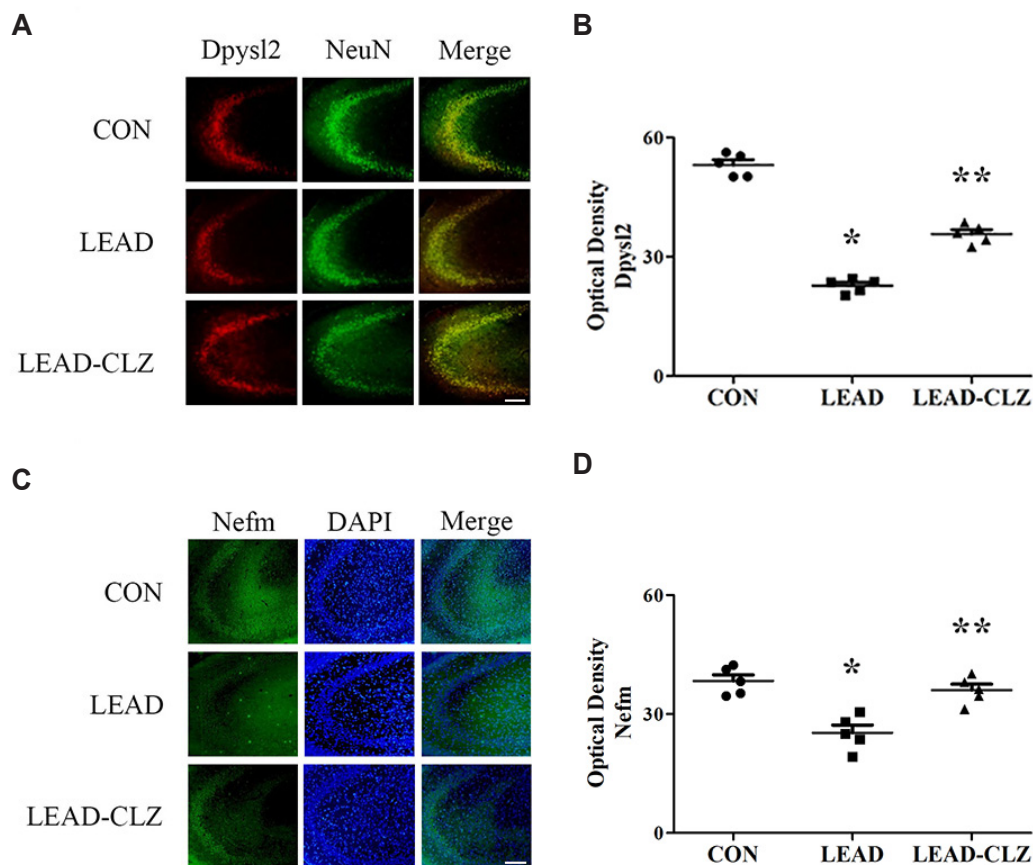 A
Dpysl2 NeuN Merge
CON
LEAD
LEAD-CLZ
B
60
30
0
Optical Density
Dpysl2
*
**
CON LEAD LEAD-CLZ
C
Nefm DAPI Merge
CON
LEAD
LEAD-CLZ
D
60
30
0
Optical Density
Nefm
*
**
CON LEAD LEAD-CLZ